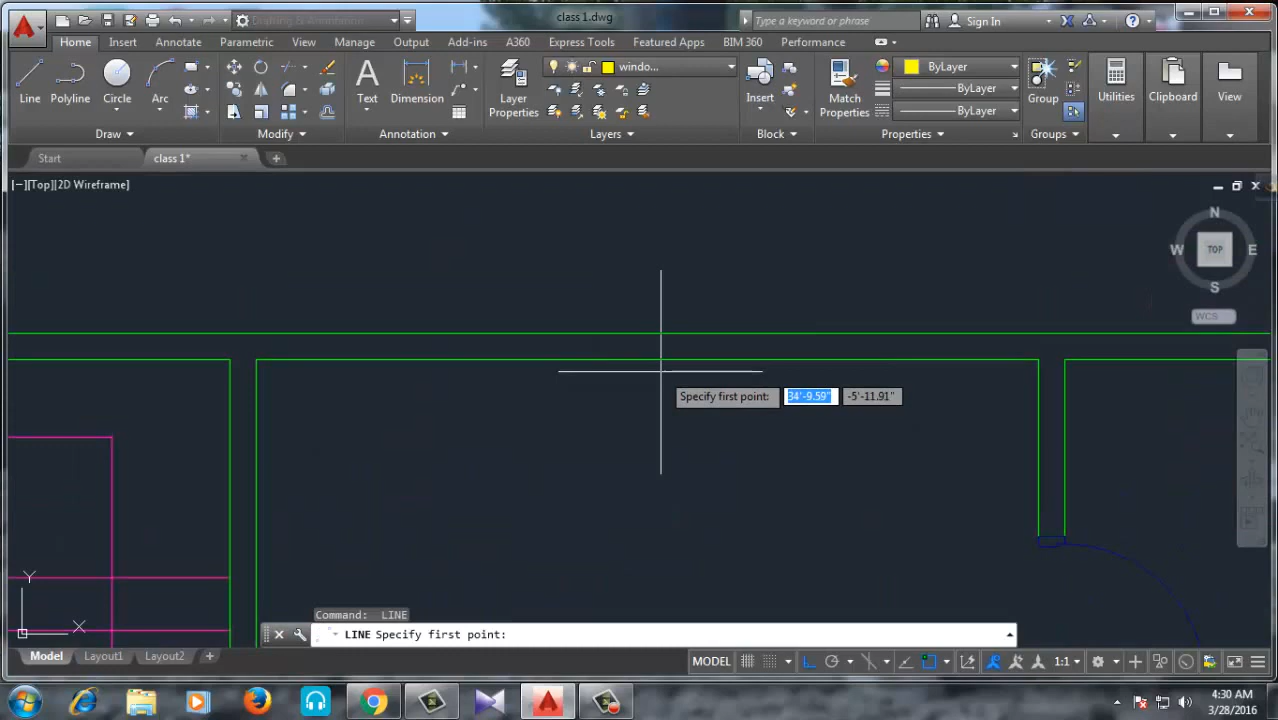 Drafting & Annotation
class 1.dwg
Type a keyword or phrase
Sign In
Home
Insert
Annotate
Parametric
View
Manage
Output
Add-ins
A360
Express Tools
Featured Apps
BIM 360
Performance
Line
Polyline
Circle
Arc
Text
Dimension
Layer
Properties
windo...
Insert
Match
Properties
ByLayer
ByLayer
ByLayer
Group
Utilities
Clipboard
View
Draw
Modify
Annotation
Layers
Block
Properties
Groups
Start
class 1*
[−][Top][2D Wireframe]
N
W
TOP
E
S
WCS
Specify first point:
34'-9.59"
-5'-11.91"
Y
X
Command: LINE
LINE Specify first point:
Model
Layout1
Layout2
MODEL
1:1
4:30 AM
3/28/2016